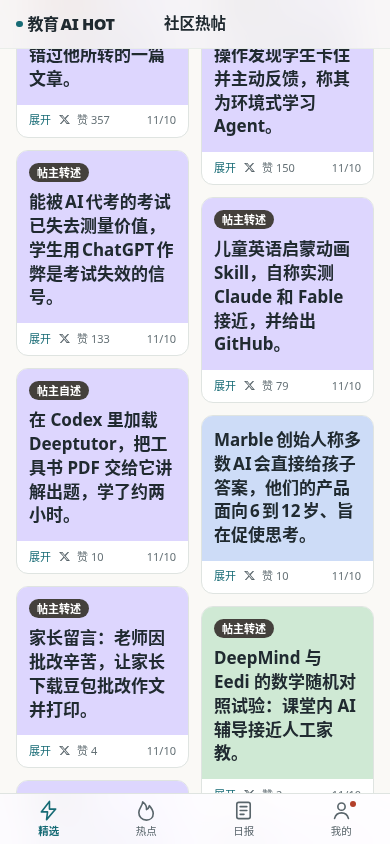 教育 AI HOT
社区热帖
错过他所转的一篇
文章。
展开 赞 357 11/10
帖主转述
能被 AI 代考的考试
已失去测量价值，
学生用 ChatGPT 作
弊是考试失效的信
号。
展开 赞 133 11/10
帖主自述
在 Codex 里加载
Deeptutor，把工
具书 PDF 交给它讲
解出题，学了约两
小时。
展开 赞 10 11/10
帖主转述
家长留言：老师因
批改辛苦，让家长
下载豆包批改作文
并打印。
展开 赞 4 11/10
操作发现学生卡住
并主动反馈，称其
为环境式学习
Agent。
展开 赞 150 11/10
帖主转述
儿童英语启蒙动画
Skill，自称实测
Claude 和 Fable
接近，并给出
GitHub。
展开 赞 79 11/10
Marble 创始人称多
数 AI 会直接给孩子
答案，他们的产品
面向 6 到 12 岁、旨
在促使思考。
展开 赞 10 11/10
帖主转述
DeepMind 与
Eedi 的数学随机对
照试验：课堂内 AI
辅导接近人工家
教。
精选
热点
日报
我的